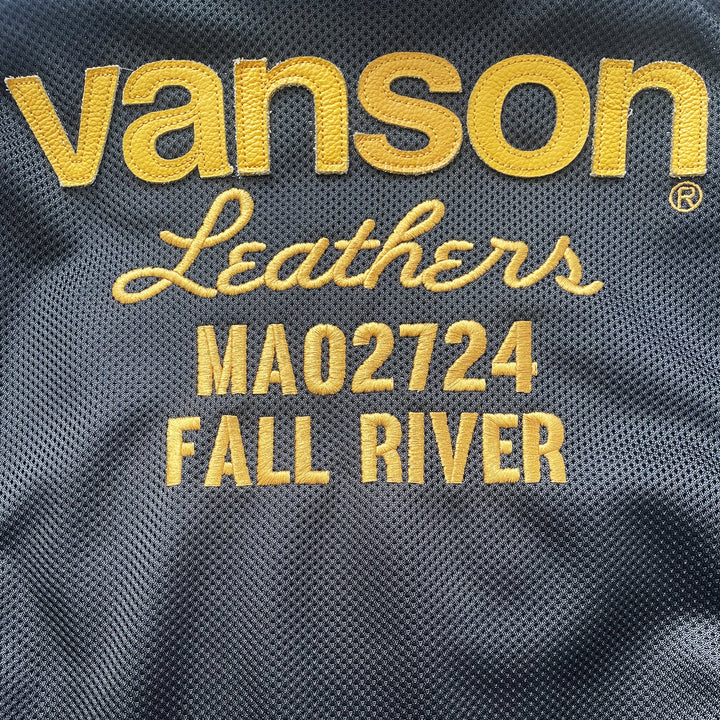 vanson®
Leathers
MA02724
FALL RIVER